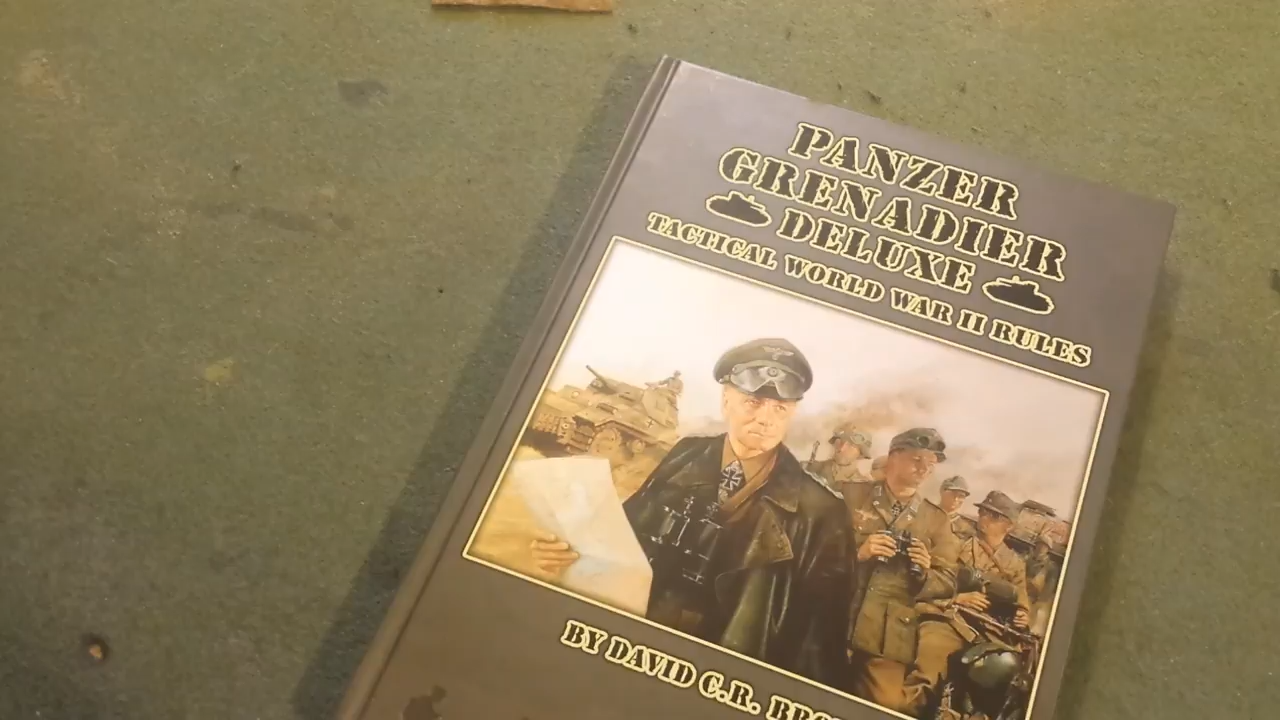 PANZER
GRENADIER
DELUXE
TACTICAL WORLD WAR II RULES
BY DAVID C.R.